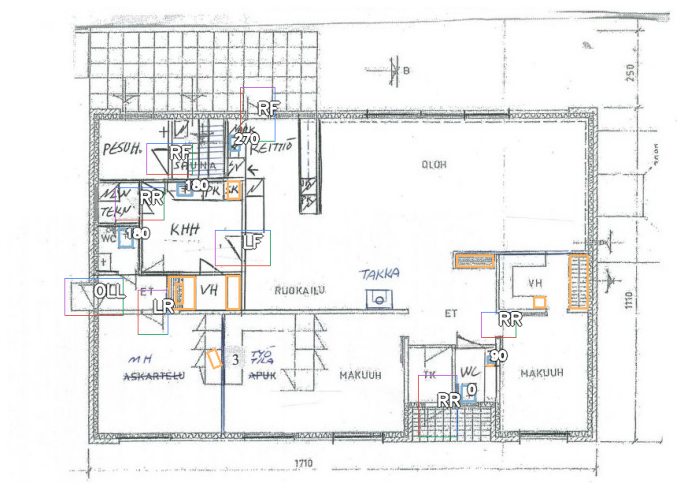 B
250
RF
270
PESUH.
RF
SAUNA
KEITTIÖ
OLOH
180
PK
RR
TEKN
KHH
WC
180
LF
B
TAKKA
VH
OLL
ET
LR
VH
RUOKAILU
ET
RR
1110
MH
ASKARTELU
3
TYÖ
TILA
APUK
MAKUUH
TK
WC
90
0
MAKUUH
RR
1710